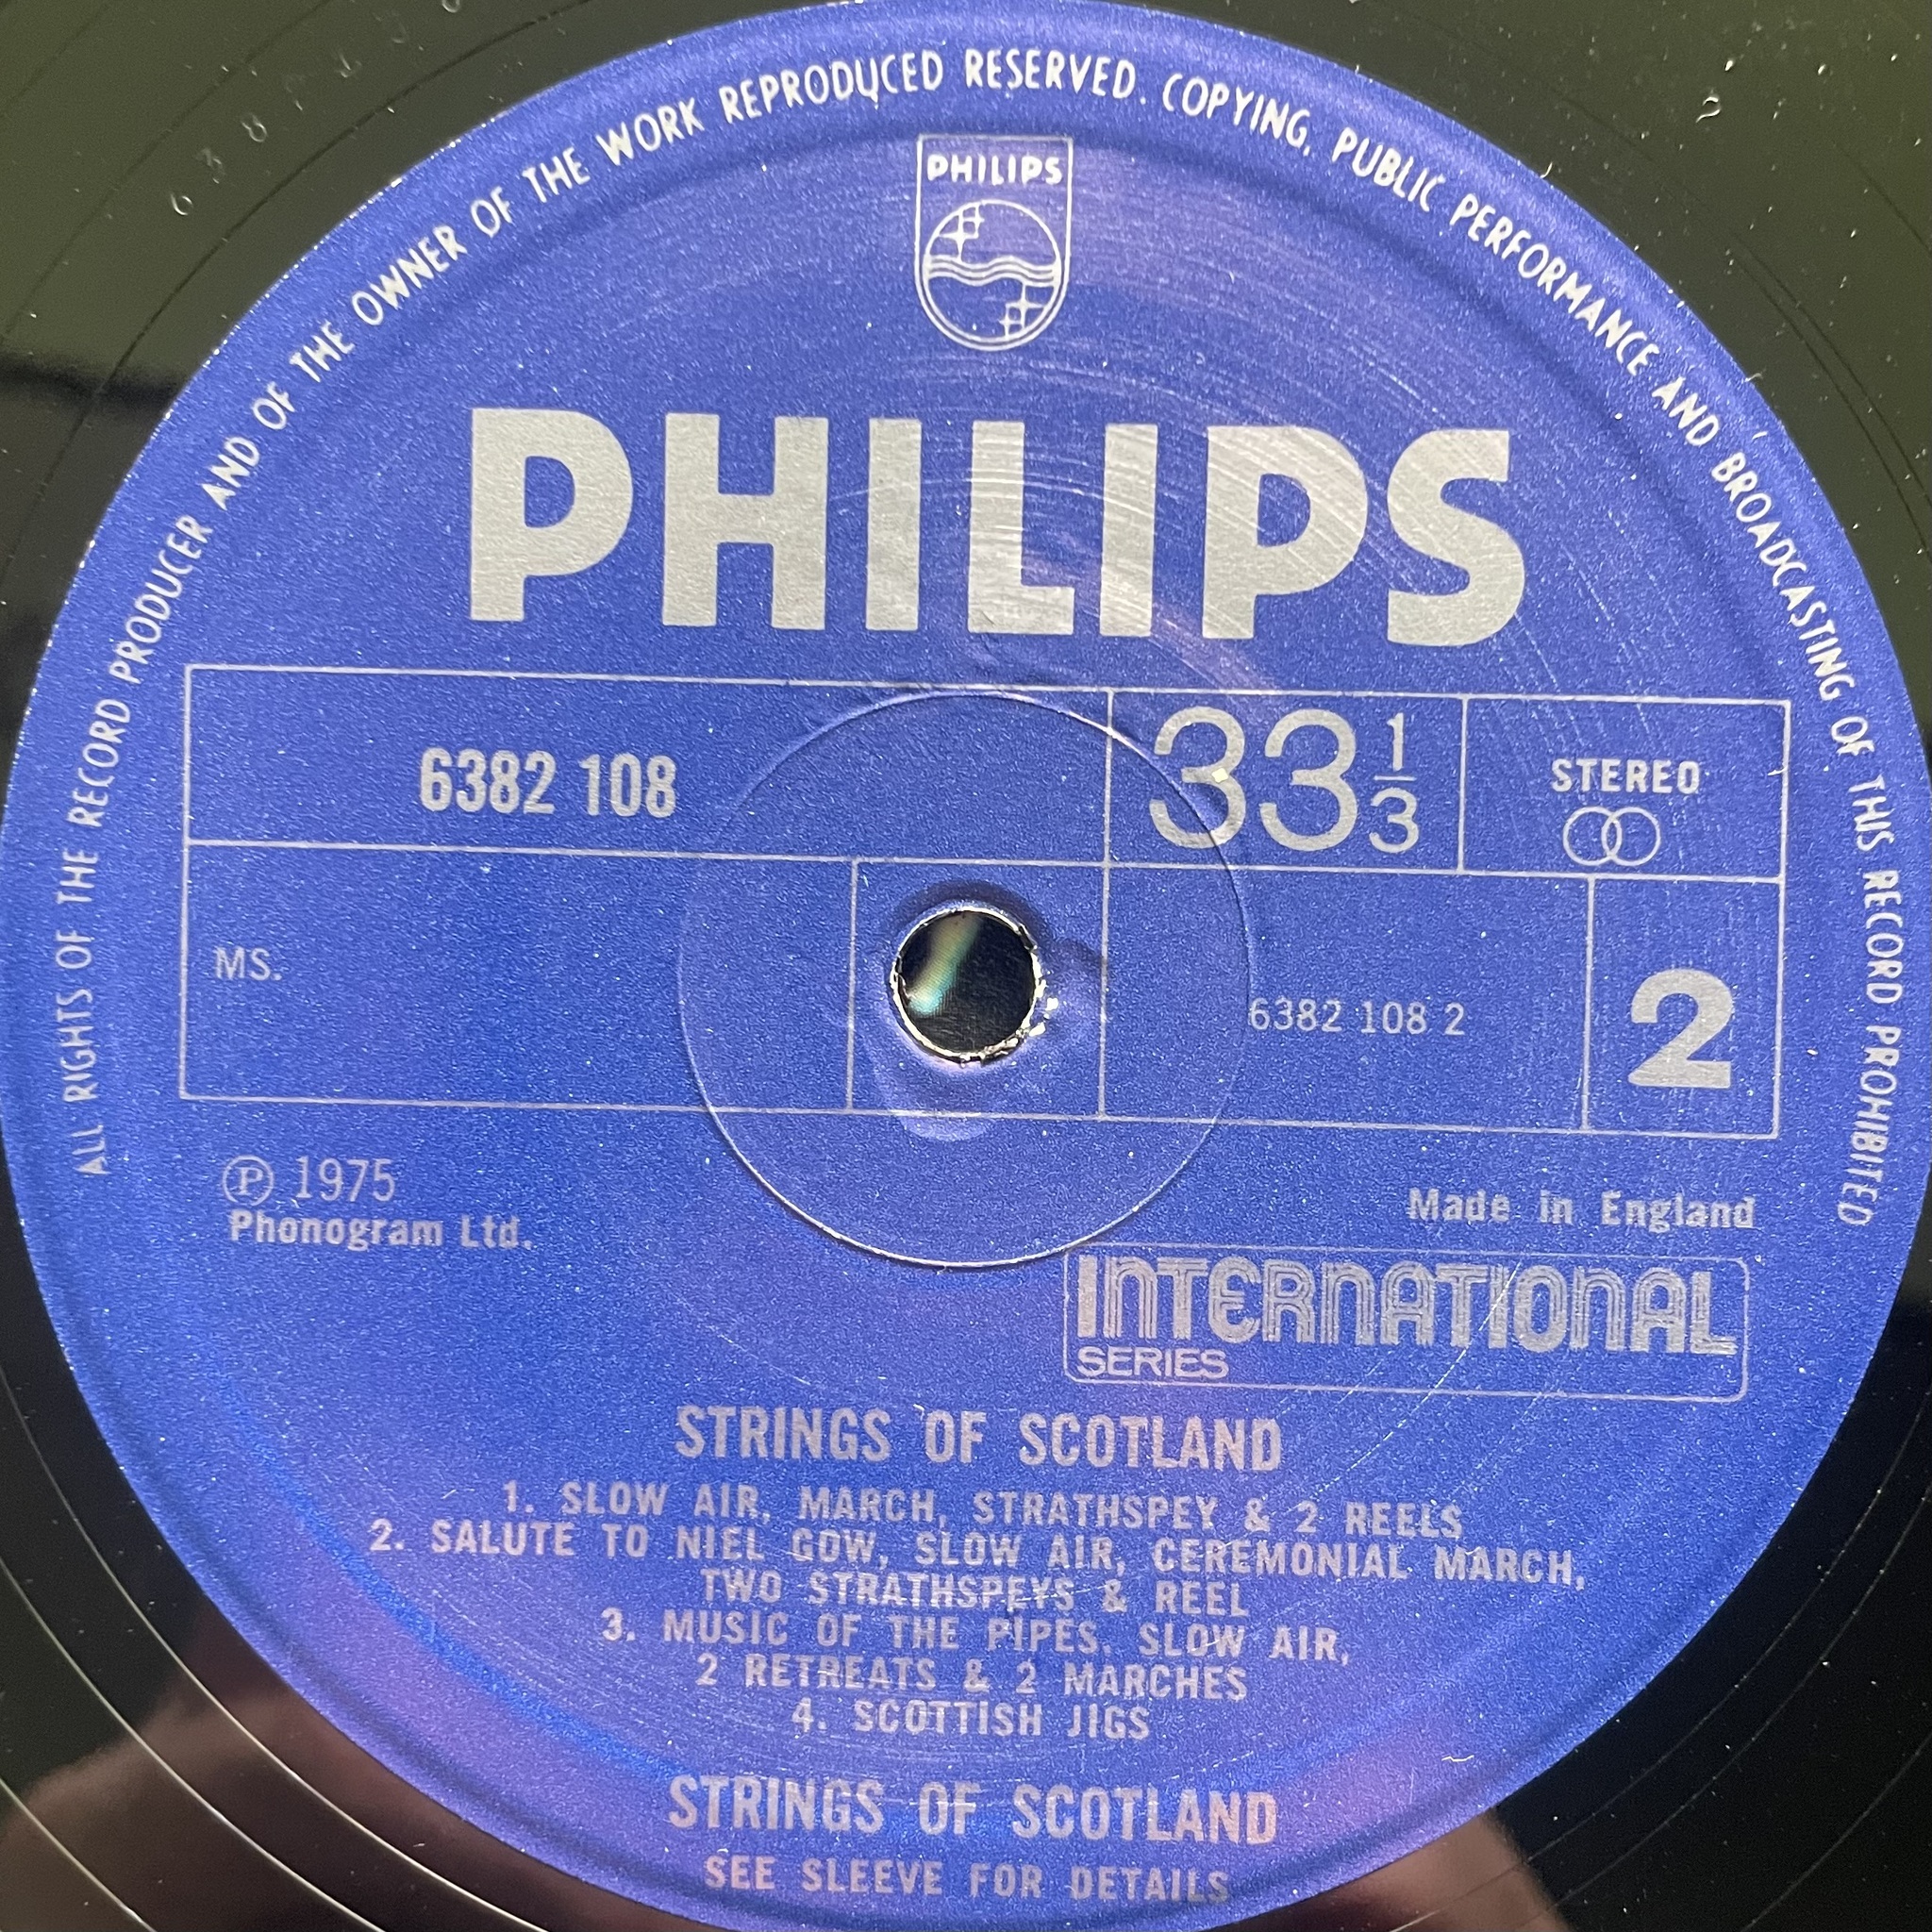 ALL RIGHTS OF THE RECORD PRODUCER AND OF THE OWNER OF THE WORK REPRODUCED RESERVED. COPYING, PUBLIC PERFORMANCE AND BROADCASTING OF THIS RECORD PROHIBITED
PHILIPS
PHILIPS
6382 108
33 1/3
STEREO
MS.
6382 108 2
2
Ⓟ 1975
Phonogram Ltd.
Made in England
INTERNATIONAL
SERIES
STRINGS OF SCOTLAND
1. SLOW AIR, MARCH, STRATHSPEY & 2 REELS
2. SALUTE TO NIEL GOW, SLOW AIR, CEREMONIAL MARCH,
TWO STRATHSPEYS & REEL
3. MUSIC OF THE PIPES. SLOW AIR,
2 RETREATS & 2 MARCHES
4. SCOTTISH JIGS
STRINGS OF SCOTLAND
SEE SLEEVE FOR DETAILS